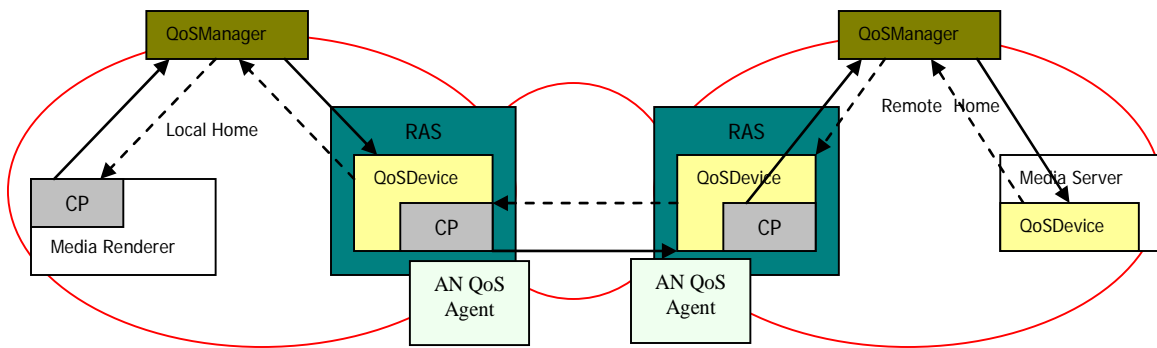 QoSManager
QoSManager
Local Home
Remote Home
RAS
RAS
QoSDevice
QoSDevice
Media Server
CP
CP
CP
QoSDevice
Media Renderer
AN QoS
Agent
AN QoS
Agent